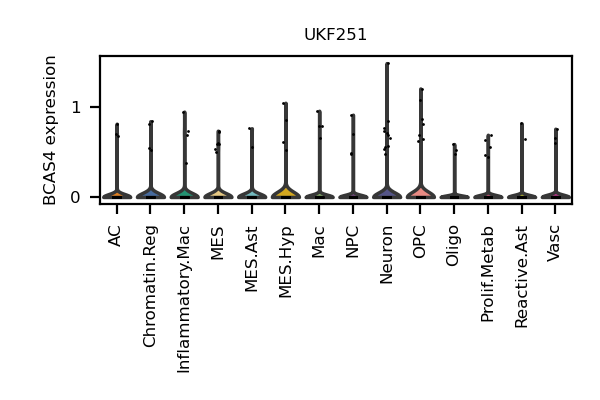 UKF251
BCAS4 expression
1
0
AC
Chromatin.Reg
Inflammatory.Mac
MES
MES.Ast
MES.Hyp
Mac
NPC
Neuron
OPC
Oligo
Prolif.Metab
Reactive.Ast
Vasc